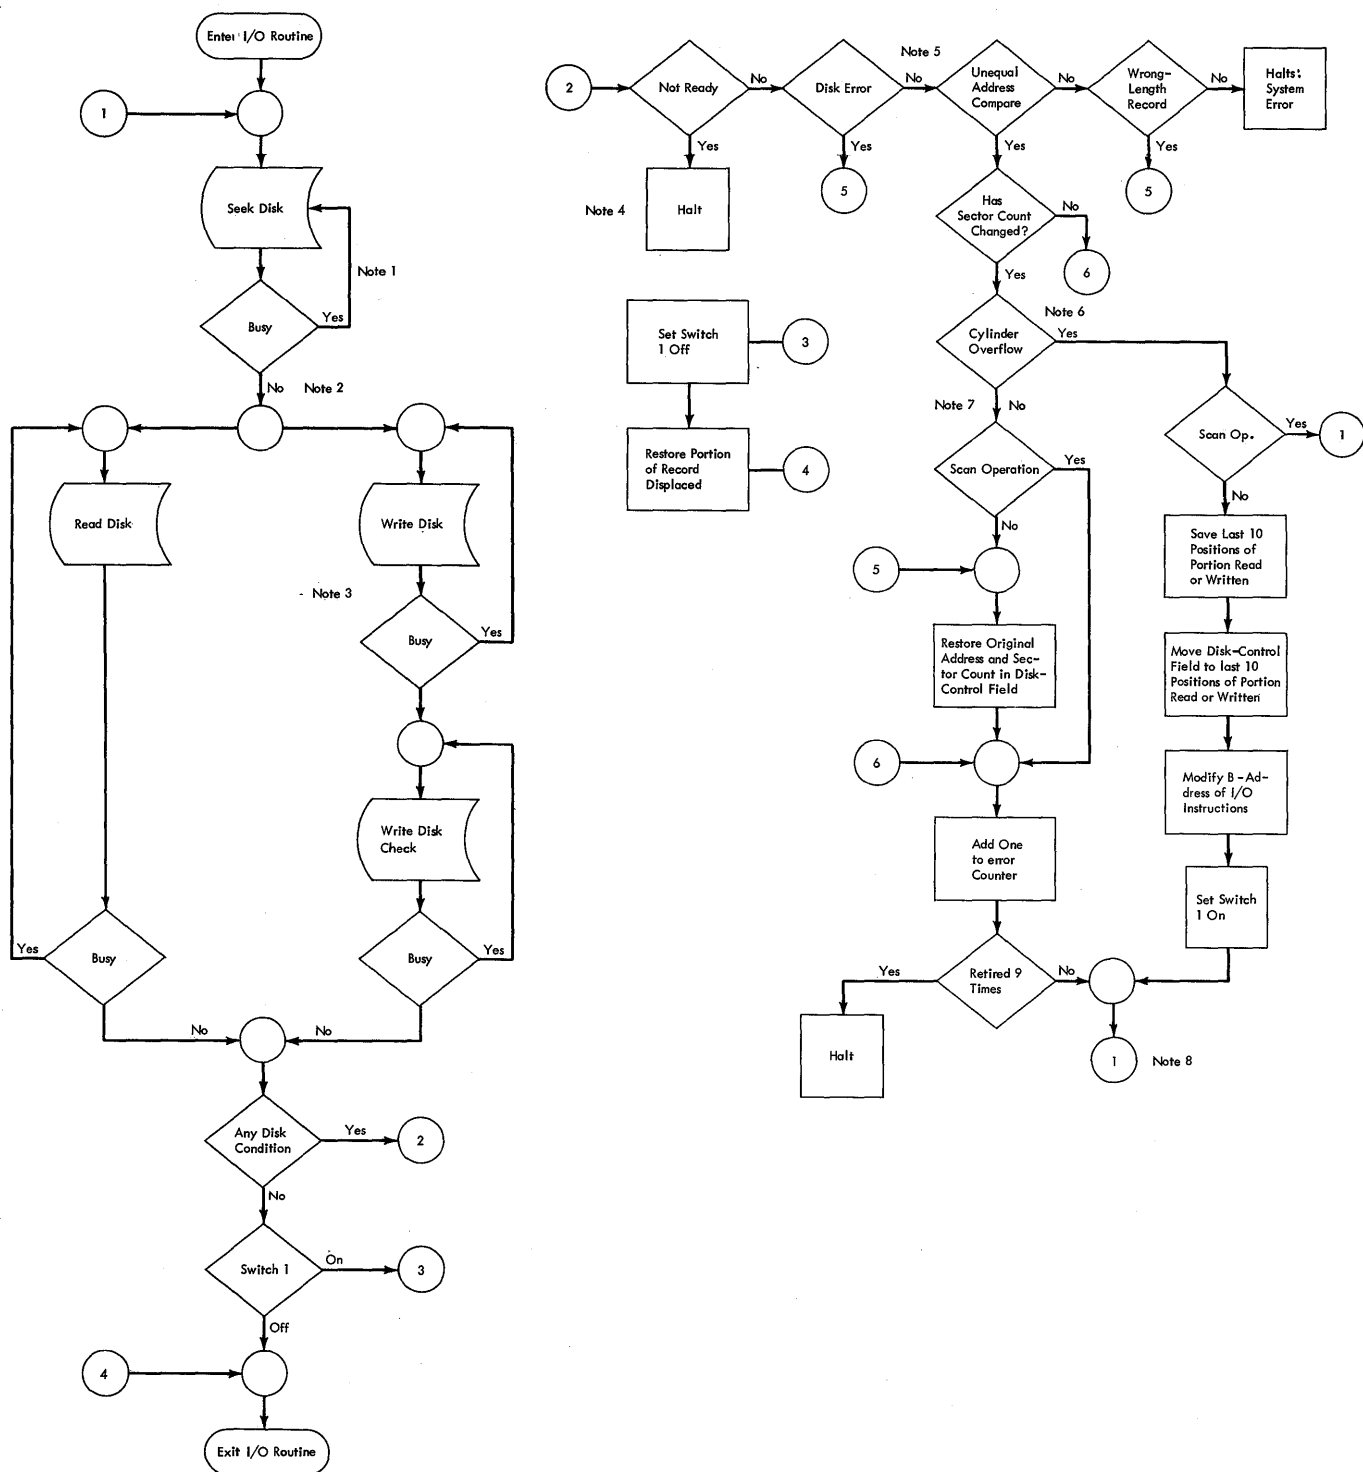 Enter I/O Routine
1
Seek Disk
Note 1
Busy
Yes
No
Note 2
Read Disk
Write Disk
Note 3
Busy
Yes
Write Disk
Check
Busy
Yes
Busy
Yes
No
No
Any Disk
Condition
Yes
2
No
Switch 1
On
3
Off
4
Exit I/O Routine
2
Not Ready
No
Yes
Note 4
Halt
Disk Error
No
Yes
5
Note 5
Unequal
Address
Compare
No
Yes
Wrong-
Length
Record
No
Yes
5
Halts:
System
Error
Has
Sector Count
Changed?
No
6
Yes
Set Switch
1 Off
3
Restore Portion
of Record
Displaced
4
Note 6
Cylinder
Overflow
Yes
Note 7
No
Scan Operation
Yes
No
5
Restore Original
Address and Sec-
tor Count in Disk-
Control Field
6
Add One
to error
Counter
Retired 9
Times
Yes
No
Halt
1
Note 8
Scan Op.
Yes
1
No
Save Last 10
Positions of
Portion Read
or Written
Move Disk-Control
Field to last 10
Positions of Portion
Read or Written
Modify B-Ad-
dress of I/O
Instructions
Set Switch
1 On